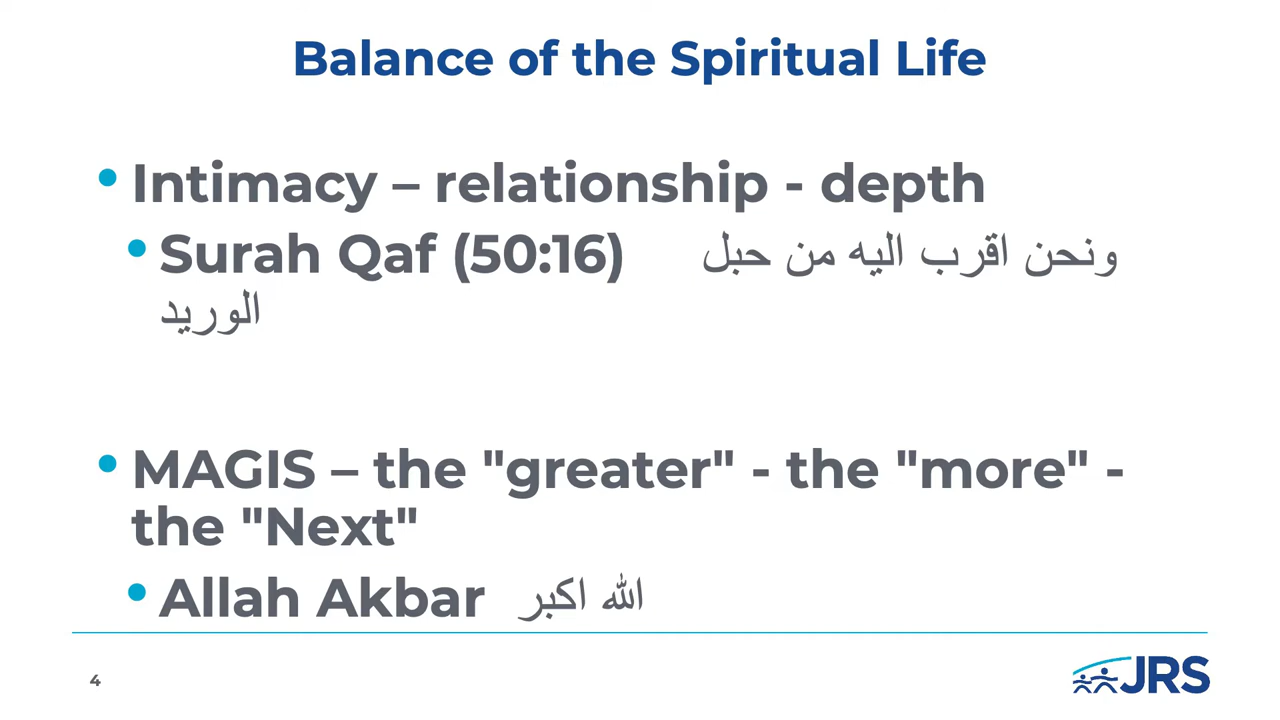 Balance of the Spiritual Life
• Intimacy – relationship - depth
• Surah Qaf (50:16) ونحن اقرب اليه من حبل
الوريد
• MAGIS – the "greater" - the "more" -
the "Next"
• Allah Akbar الله اكبر
4
JRS